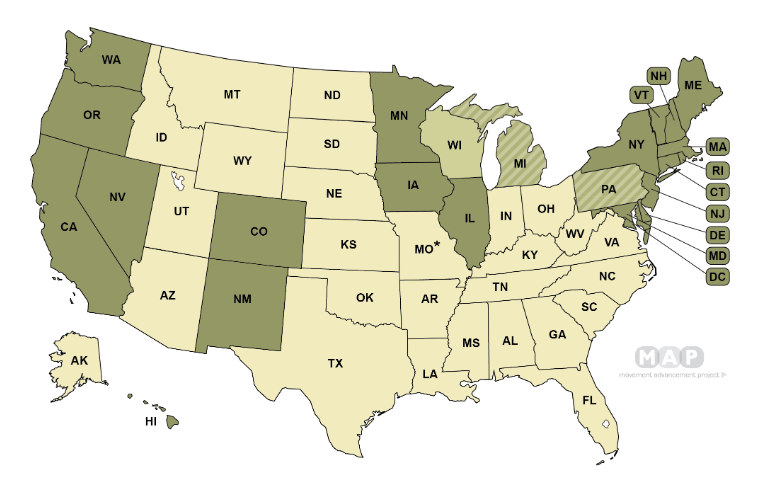 WA
NH
ME
VT
MT
ND
MN
OR
NY
MA
ID
WI
SD
MI
WY
RI
IA
PA
CT
NE
NV
UT
IL
IN
OH
NJ
CA
CO
WV
DE
VA
KS
MO*
KY
MD
NC
DC
TN
AZ
NM
OK
AR
SC
MS
AL
GA
MAP
movement advancement project
AK
TX
LA
FL
HI